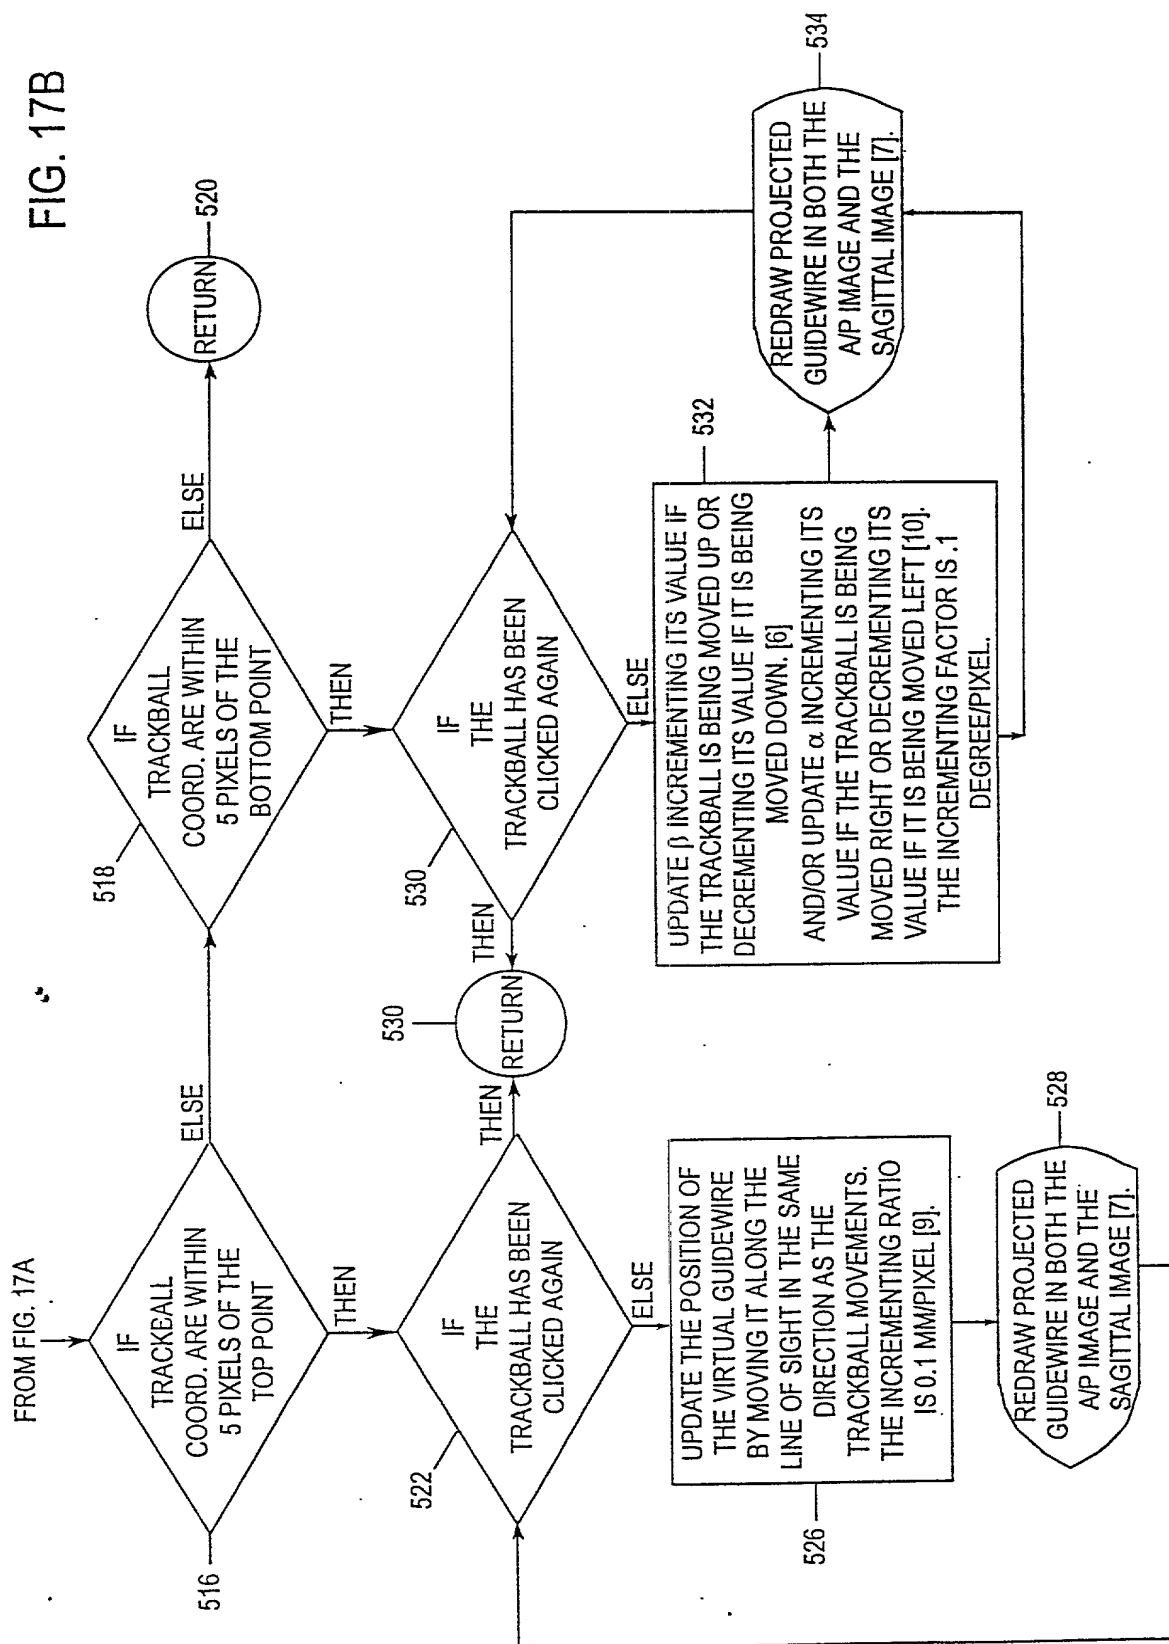 FIG. 17B
FROM FIG. 17A
IF
TRACKBALL
COORD. ARE WITHIN
5 PIXELS OF THE
TOP POINT
516
ELSE
THEN
IF
TRACKBALL
COORD. ARE WITHIN
5 PIXELS OF THE
BOTTOM POINT
518
ELSE
THEN
RETURN
520
IF
THE
TRACKBALL HAS BEEN
CLICKED AGAIN
522
THEN
ELSE
RETURN
530
IF
THE
TRACKBALL HAS BEEN
CLICKED AGAIN
530
THEN
ELSE
UPDATE THE POSITION OF
THE VIRTUAL GUIDEWIRE
BY MOVING IT ALONG THE
LINE OF SIGHT IN THE SAME
DIRECTION AS THE
TRACKBALL MOVEMENTS.
THE INCREMENTING RATIO
IS 0.1 MM/PIXEL [9].
526
UPDATE β INCREMENTING ITS VALUE IF
THE TRACKBALL IS BEING MOVED UP OR
DECREMENTING ITS VALUE IF IT IS BEING
MOVED DOWN. [6]
AND/OR UPDATE α INCREMENTING ITS
VALUE IF THE TRACKBALL IS BEING
MOVED RIGHT OR DECREMENTING ITS
VALUE IF IT IS BEING MOVED LEFT [10].
THE INCREMENTING FACTOR IS .1
DEGREE/PIXEL.
532
REDRAW PROJECTED
GUIDEWIRE IN BOTH THE
A/P IMAGE AND THE
SAGITTAL IMAGE [7].
528
REDRAW PROJECTED
GUIDEWIRE IN BOTH THE
A/P IMAGE AND THE
SAGITTAL IMAGE [7].
534